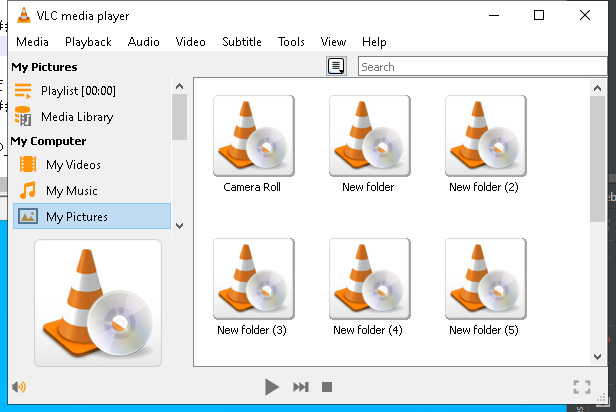 VLC media player
Media Playback Audio Video Subtitle Tools View Help
My Pictures
Search
Playlist [00:00]
Media Library
My Computer
My Videos
My Music
My Pictures
Camera Roll
New folder
New folder (2)
New folder (3)
New folder (4)
New folder (5)